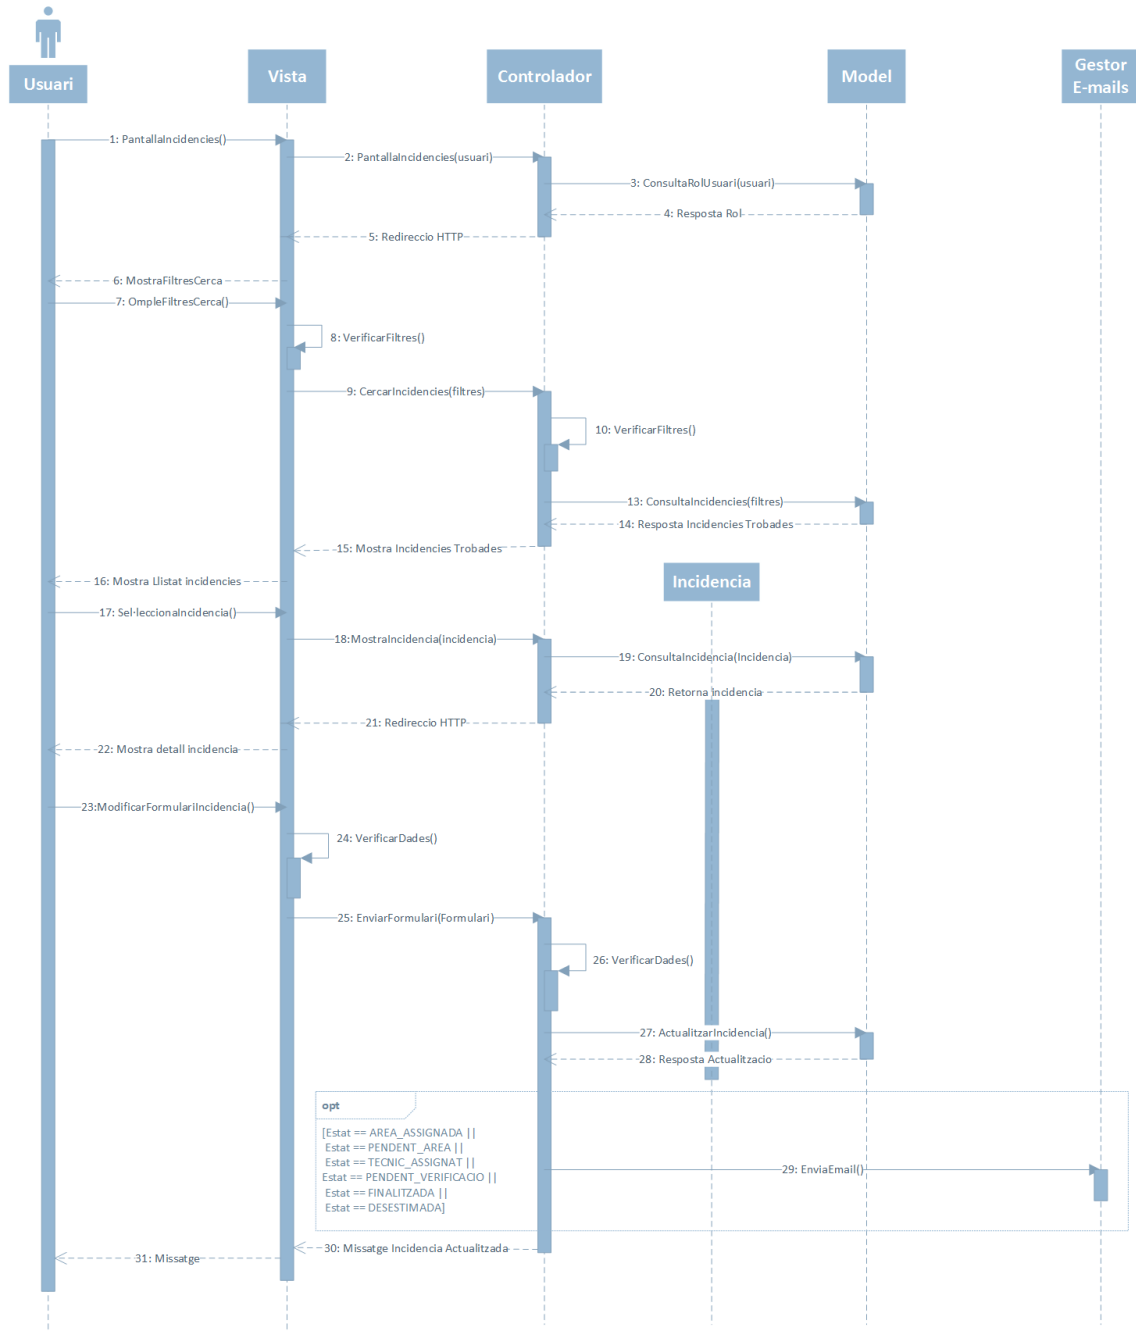 Usuari
Vista
Controlador
Model
Gestor
E-mails
1: PantallaIncidencies()
2: PantallaIncidencies(usuari)
3: ConsultaRolUsuari(usuari)
4: Resposta Rol
5: Redireccio HTTP
6: MostraFiltresCerca
7: OmpleFiltresCerca()
8: VerificarFiltres()
9: CercarIncidencies(filtres)
10: VerificarFiltres()
13: ConsultaIncidencies(filtres)
14: Resposta Incidencies Trobades
15: Mostra Incidencies Trobades
16: Mostra Llistat incidencies
Incidencia
17: Sel·leccionaIncidencia()
18:MostraIncidencia(incidencia)
19: ConsultaIncidencia(Incidencia)
20: Retorna incidencia
21: Redireccio HTTP
22: Mostra detall incidencia
23:ModificarFormulariIncidencia()
24: VerificarDades()
25: EnviarFormulari(Formulari)
26: VerificarDades()
27: ActualitzarIncidencia()
28: Resposta Actualitzacio
opt
[Estat == AREA_ASSIGNADA ||
Estat == PENDENT_AREA ||
Estat == TECNIC_ASSIGNAT ||
Estat == PENDENT_VERIFICACIO ||
Estat == FINALITZADA ||
Estat == DESESTIMADA]
29: EnviaEmail()
30: Missatge Incidencia Actualitzada
31: Missatge